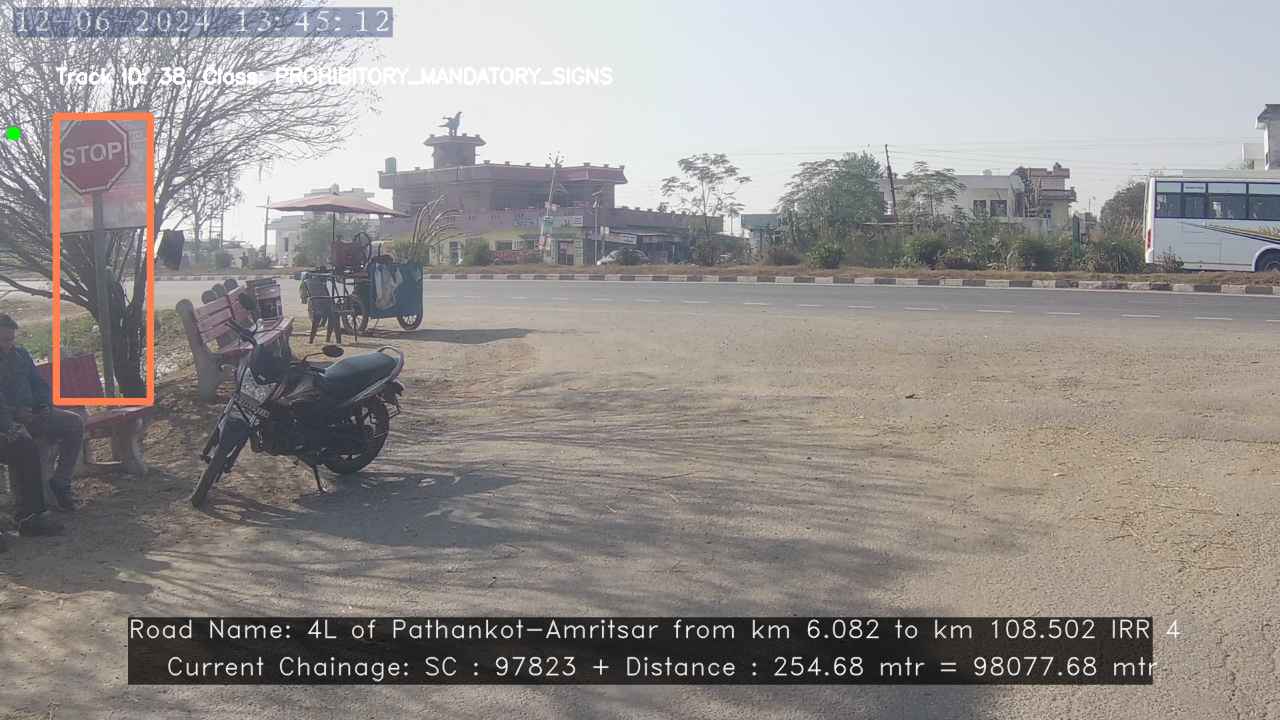 12-06-2024 13:45:12
Track ID: 38, Class: PROHIBITORY_MANDATORY_SIGNS
STOP
Road Name: 4L of Pathankot-Amritsar from km 6.082 to km 108.502 IRR 4
Current Chainage: SC : 97823 + Distance : 254.68 mtr = 98077.68 mtr